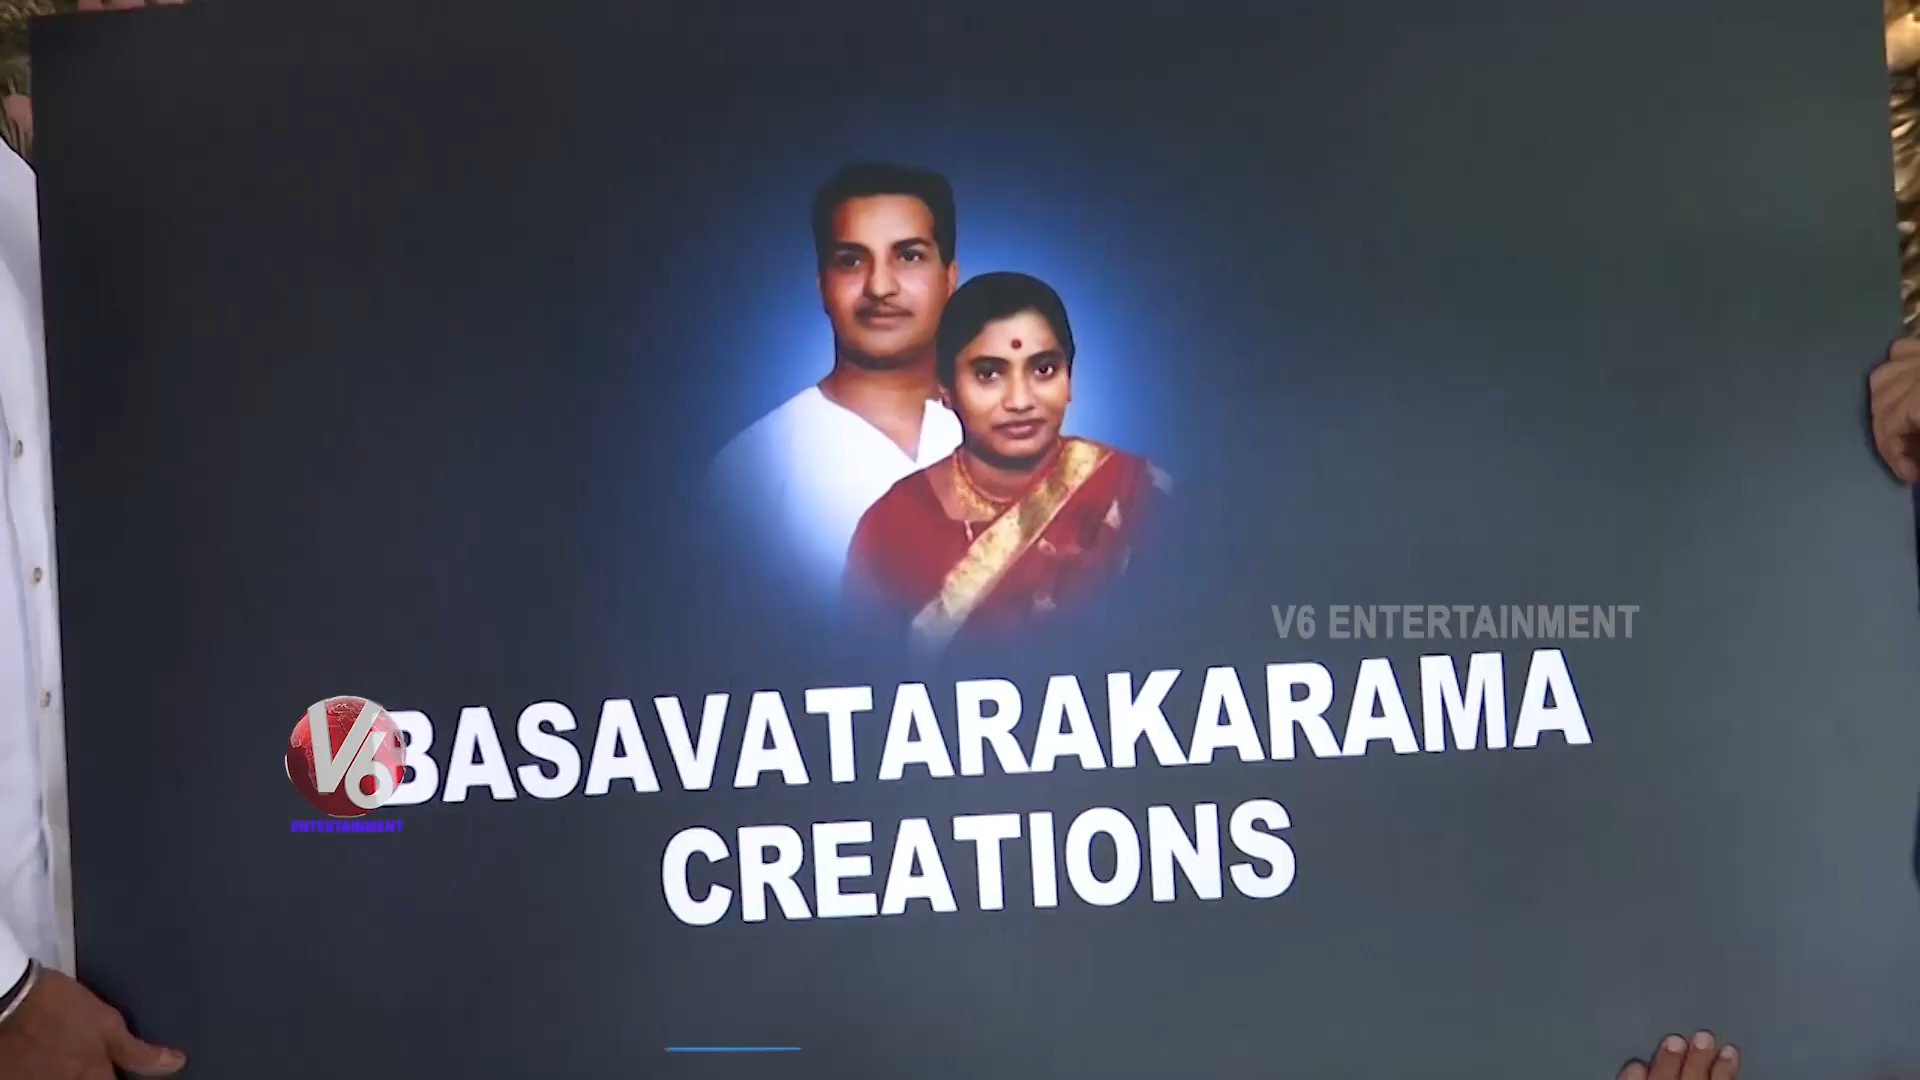 V6 ENTERTAINMENT
BASAVATARAKARAMA
V6
ENTERTAINMENT
CREATIONS